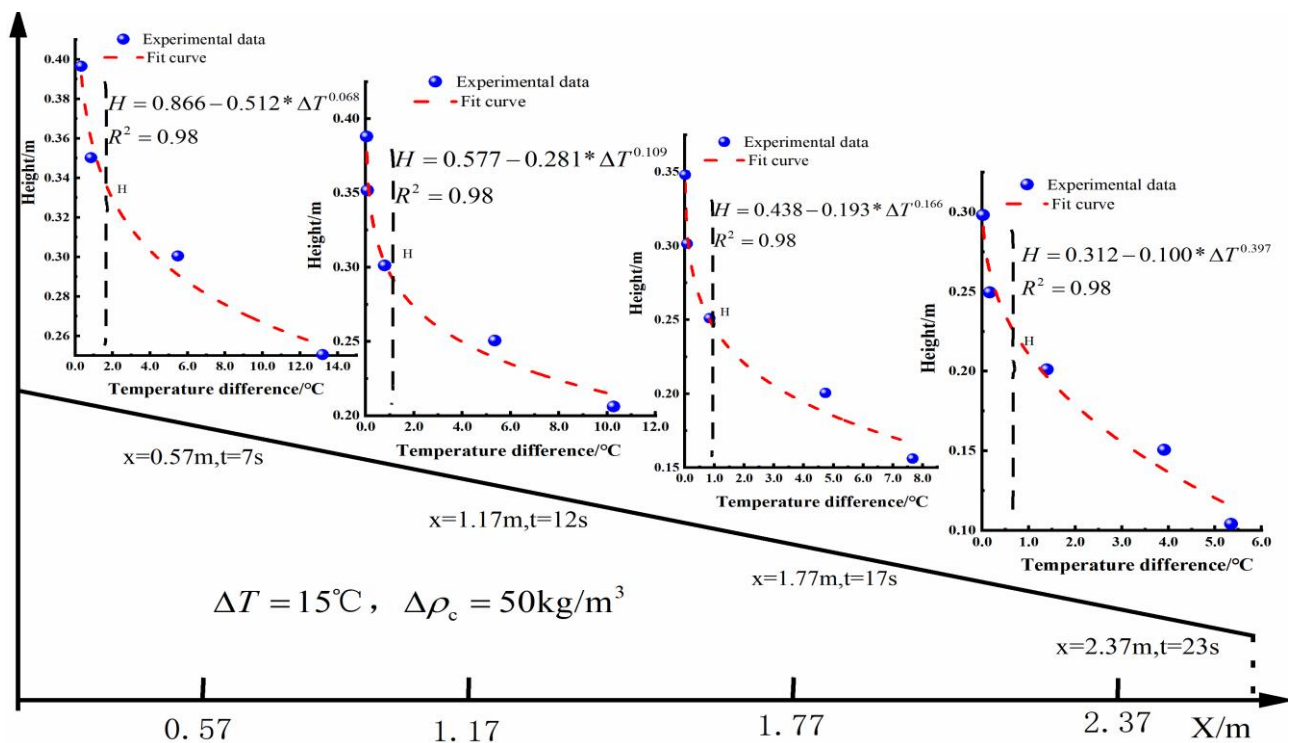 Experimental data
Fit curve
H = 0.866 − 0.512 * ΔT^0.068
R² = 0.98
H
Height/m
0.40
0.38
0.36
0.34
0.32
0.30
0.28
0.26
0.0 2.0 4.0 6.0 8.0 10.0 12.0 14.0
Temperature difference/°C
Experimental data
Fit curve
H = 0.577 − 0.281 * ΔT^0.109
R² = 0.98
H
Height/m
0.40
0.35
0.30
0.25
0.20
0.0 2.0 4.0 6.0 8.0 10.0 12.0
Temperature difference/°C
Experimental data
Fit curve
H = 0.438 − 0.193 * ΔT^0.166
R² = 0.98
H
Height/m
0.35
0.30
0.25
0.20
0.15
0.0 1.0 2.0 3.0 4.0 5.0 6.0 7.0 8.0
Temperature difference/°C
Experimental data
Fit curve
H = 0.312 − 0.100 * ΔT^0.397
R² = 0.98
H
Height/m
0.30
0.25
0.20
0.15
0.10
0.0 1.0 2.0 3.0 4.0 5.0 6.0
Temperature difference/°C
x=0.57m,t=7s
x=1.17m,t=12s
x=1.77m,t=17s
x=2.37m,t=23s
ΔT = 15℃, Δρc = 50kg/m³
0.57 1.17 1.77 2.37 X/m